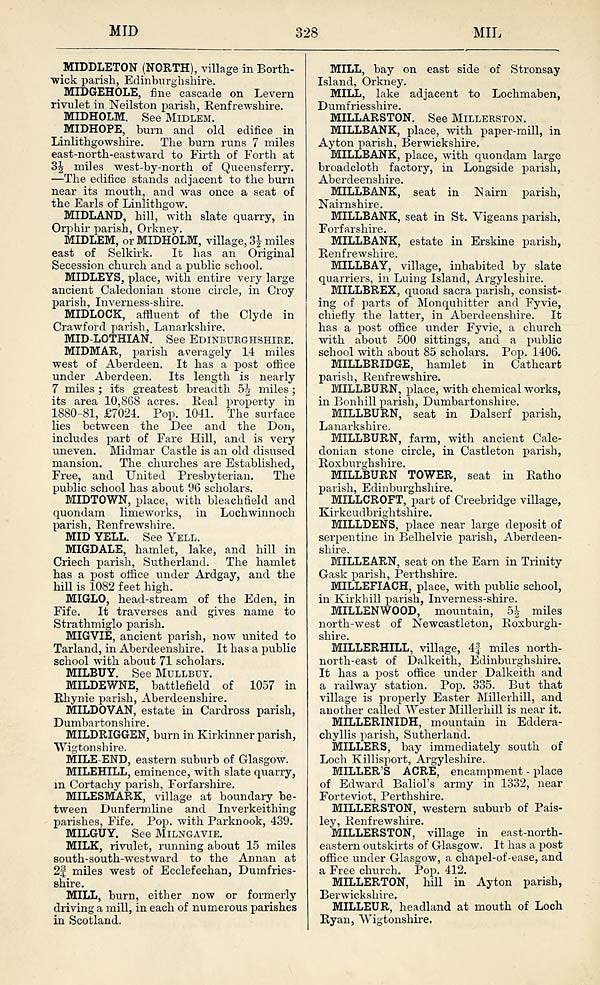 MID 328 MIL
MIDDLETON (NORTH), village in Borth-
wick parish, Edinburghshire.
MIDGEHOLE, fine cascade on Levern
rivulet in Neilston parish, Renfrewshire.
MIDHOLM. See MIDLEM.
MIDHOPE, burn and old edifice in
Linlithgowshire. The burn runs 7 miles
east-north-eastward to Firth of Forth at
3½ miles west-by-north of Queensferry.
—The edifice stands adjacent to the burn
near its mouth, and was once a seat of
the Earls of Linlithgow.
MIDLAND, hill, with slate quarry, in
Orphir parish, Orkney.
MIDLEM, or MIDHOLM, village, 3½ miles
east of Selkirk. It has an Original
Secession church and a public school.
MIDLEYS, place, with entire very large
ancient Caledonian stone circle, in Croy
parish, Inverness-shire.
MIDLOCK, affluent of the Clyde in
Crawford parish, Lanarkshire.
MID-LOTHIAN. See EDINBURGHSHIRE.
MIDMAR, parish averagely 14 miles
west of Aberdeen. It has a post office
under Aberdeen. Its length is nearly
7 miles; its greatest breadth 5½ miles;
its area 10,868 acres. Real property in
1880-81, £7024. Pop. 1041. The surface
lies between the Dee and the Don,
includes part of Fare Hill, and is very
uneven. Midmar Castle is an old disused
mansion. The churches are Established,
Free, and United Presbyterian. The
public school has about 96 scholars.
MIDTOWN, place, with bleachfield and
quondam limeworks, in Lochwinnoch
parish, Renfrewshire.
MID YELL. See YELL.
MIGDALE, hamlet, lake, and hill in
Criech parish, Sutherland. The hamlet
has a post office under Ardgay, and the
hill is 1082 feet high.
MIGLO, head-stream of the Eden, in
Fife. It traverses and gives name to
Strathmiglo parish.
MIGVIE, ancient parish, now united to
Tarland, in Aberdeenshire. It has a public
school with about 71 scholars.
MILBUY. See MULLBUY.
MILDEWNE, battlefield of 1057 in
Rhynie parish, Aberdeenshire.
MILDOVAN, estate in Cardross parish,
Dumbartonshire.
MILDRIGGEN, burn in Kirkinner parish,
Wigtonshire.
MILE-END, eastern suburb of Glasgow.
MILEHILL, eminence, with slate quarry,
in Cortachy parish, Forfarshire.
MILESMARK, village at boundary be-
tween Dunfermline and Inverkeithing
parishes, Fife. Pop. with Parknook, 439.
MILGUY. See MILNGAVIE.
MILK, rivulet, running about 15 miles
south-south-westward to the Annan at
2¾ miles west of Ecclefechan, Dumfries-
shire.
MILL, burn, either now or formerly
driving a mill, in each of numerous parishes
in Scotland.
MILL, bay on east side of Stronsay
Island, Orkney.
MILL, lake adjacent to Lochmaben,
Dumfriesshire.
MILLARSTON. See MILLERSTON.
MILLBANK, place, with paper-mill, in
Ayton parish, Berwickshire.
MILLBANK, place, with quondam large
broadcloth factory, in Longside parish,
Aberdeenshire.
MILLBANK, seat in Nairn parish,
Nairnshire.
MILLBANK, seat in St. Vigeans parish,
Forfarshire.
MILLBANK, estate in Erskine parish,
Renfrewshire.
MILLBAY, village, inhabited by slate
quarriers, in Luing Island, Argyleshire.
MILLBREX, quoad sacra parish, consist-
ing of parts of Monquhitter and Fyvie,
chiefly the latter, in Aberdeenshire. It
has a post office under Fyvie, a church
with about 500 sittings, and a public
school with about 85 scholars. Pop. 1406.
MILLBRIDGE, hamlet in Cathcart
parish, Renfrewshire.
MILLBURN, place, with chemical works,
in Bonhill parish, Dumbartonshire.
MILLBURN, seat in Dalserf parish,
Lanarkshire.
MILLBURN, farm, with ancient Cale-
donian stone circle, in Castleton parish,
Roxburghshire.
MILLBURN TOWER, seat in Ratho
parish, Edinburghshire.
MILLCROFT, part of Creebridge village,
Kirkcudbrightshire.
MILLDENS, place near large deposit of
serpentine in Belhelvie parish, Aberdeen-
shire.
MILLEARN, seat on the Earn in Trinity
Gask parish, Perthshire.
MILLEFIACH, place, with public school,
in Kirkhill parish, Inverness-shire.
MILLENWOOD, mountain, 5½ miles
north-west of Newcastleton, Roxburgh-
shire.
MILLERHILL, village, 4¾ miles north-
north-east of Dalkeith, Edinburghshire.
It has a post office under Dalkeith and
a railway station. Pop. 335. But that
village is properly Easter Millerhill, and
another called Wester Millerhill is near it.
MILLERINIDH, mountain in Eddera-
chyllis parish, Sutherland.
MILLERS, bay immediately south of
Loch Killisport, Argyleshire.
MILLER'S ACRE, encampment-place
of Edward Baliol's army in 1332, near
Forteviot, Perthshire.
MILLERSTON, western suburb of Pais-
ley, Renfrewshire.
MILLERSTON, village in east-north-
eastern outskirts of Glasgow. It has a post
office under Glasgow, a chapel-of-ease, and
a Free church. Pop. 412.
MILLERTON, hill in Ayton parish,
Berwickshire.
MILLEUR, headland at mouth of Loch
Ryan, Wigtonshire.